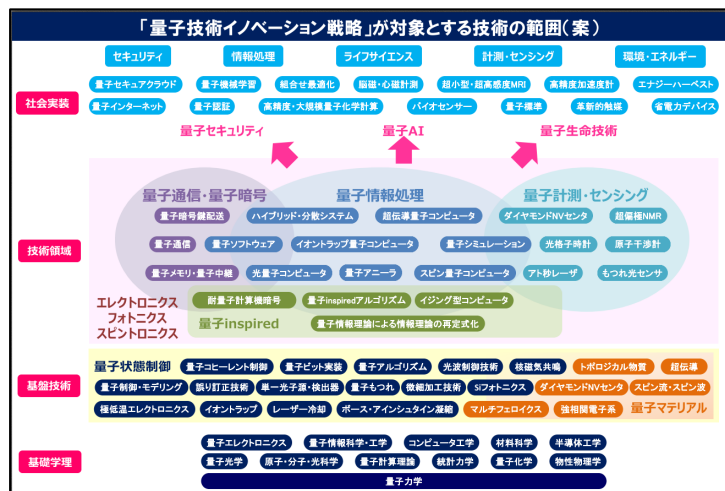 「量子技術イノベーション戦略」が対象とする技術の範囲(案)
セキュリティ 情報処理 ライフサイエンス 計測・センシング 環境・エネルギー
量子セキュアクラウド 量子機械学習 組合せ最適化 脳磁・心磁計測 超小型・超高感度MRI 高精度加速度計 エナジーハーベスト
社会実装
量子インターネット 量子認証 高精度・大規模量子化学計算 バイオセンサー 量子標準 革新的触媒 省電力デバイス
量子セキュリティ 量子AI 量子生命技術
量子通信・量子暗号 量子情報処理 量子計測・センシング
量子暗号鍵配送 ハイブリッド・分散システム 超伝導量子コンピュータ ダイヤモンドNVセンタ 超偏極NMR
技術領域
量子通信 量子ソフトウェア イオントラップ量子コンピュータ 量子シミュレーション 光格子時計 原子干渉計
量子メモリ・量子中継 光量子コンピュータ 量子アニーラ スピン量子コンピュータ アト秒レーザ もつれ光センサ
エレクトロニクス
フォトニクス
スピントロニクス
耐量子計算機暗号 量子inspiredアルゴリズム イジング型コンピュータ
量子inspired 量子情報理論による情報理論の再定式化
量子状態制御 量子コヒーレント制御 量子ビット実装 量子アルゴリズム 光波制御技術 核磁気共鳴 トポロジカル物質 超伝導
基盤技術
量子制御・モデリング 誤り訂正技術 単一光子源・検出器 量子もつれ 微細加工技術 Siフォトニクス ダイヤモンドNVセンタ スピン流・スピン波
極低温エレクトロニクス イオントラップ レーザー冷却 ボース・アインシュタイン凝縮 マルチフェロイクス 強相関電子系 量子マテリアル
量子エレクトロニクス 量子情報科学・工学 コンピュータ工学 材料科学 半導体工学
基礎学理
量子光学 原子・分子・光科学 量子計算理論 統計力学 量子化学 物性物理学
量子力学